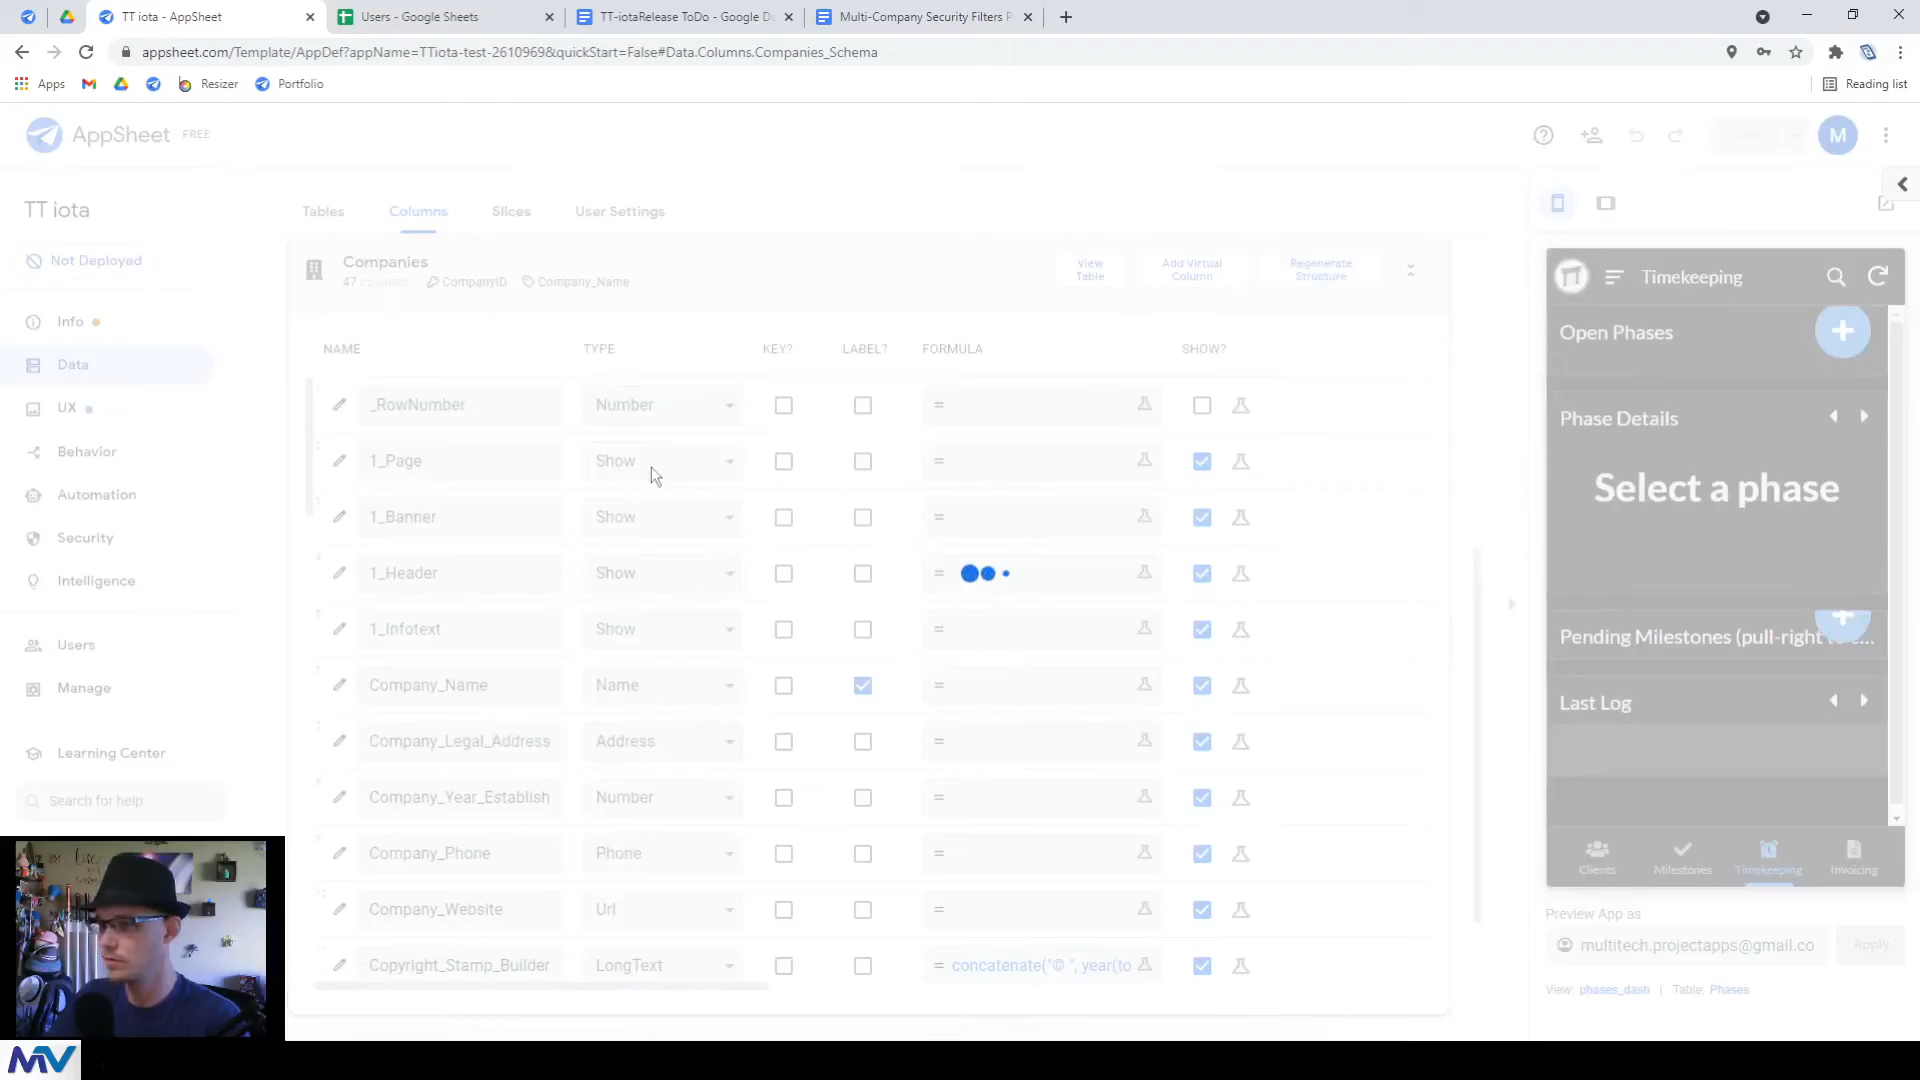 TT iota - AppSheet
Users - Google Sheets
TT-iotaRelease ToDo - Google Do
Multi-Company Security Filters P
appsheet.com/Template/AppDef?appName=TTiota-test-2610969&quickStart=False#Data.Columns.Companies_Schema
Apps
Resizer
Portfolio
Reading list
AppSheet FREE
M
TT iota
Not Deployed
Info
Data
UX
Behavior
Automation
Security
Intelligence
Users
Manage
Learning Center
Search for help
Tables
Columns
Slices
User Settings
Companies
47 columns
CompanyID
Company_Name
View Table
Add Virtual Column
Regenerate Structure
NAME TYPE KEY? LABEL? FORMULA SHOW?
_RowNumber Number =
1_Page Show =
1_Banner Show =
1_Header Show =
1_Infotext Show =
Company_Name Name =
Company_Legal_Address Address =
Company_Year_Establish Number =
Company_Phone Phone =
Company_Website Url =
Copyright_Stamp_Builder LongText = concatenate("© ", year(to
Timekeeping
Open Phases
Phase Details
Select a phase
Pending Milestones (pull-right to c...
Last Log
Clients
Milestones
Timekeeping
Invoicing
Preview App as
multitech.projectapps@gmail.co
Apply
View: phases_dash | Table: Phases
MV